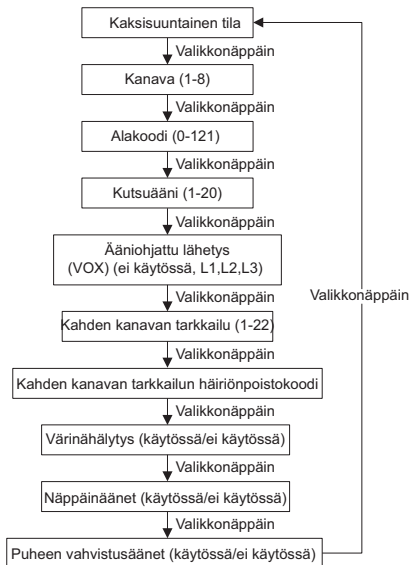 Kaksisuuntainen tila
Valikkonäppäin
Kanava (1-8)
Valikkonäppäin
Alakoodi (0-121)
Valikkonäppäin
Kutsuääni (1-20)
Valikkonäppäin
Ääniohjattu lähetys
(VOX) (ei käytössä, L1,L2,L3)
Valikkonäppäin
Valikkonäppäin
Kahden kanavan tarkkailu (1-22)
Valikkonäppäin
Kahden kanavan tarkkailun häiriönpoistokoodi
Valikkonäppäin
Värinähälytys (käytössä/ei käytössä)
Valikkonäppäin
Näppäinäänet (käytössä/ei käytössä)
Valikkonäppäin
Puheen vahvistusäänet (käytössä/ei käytössä)